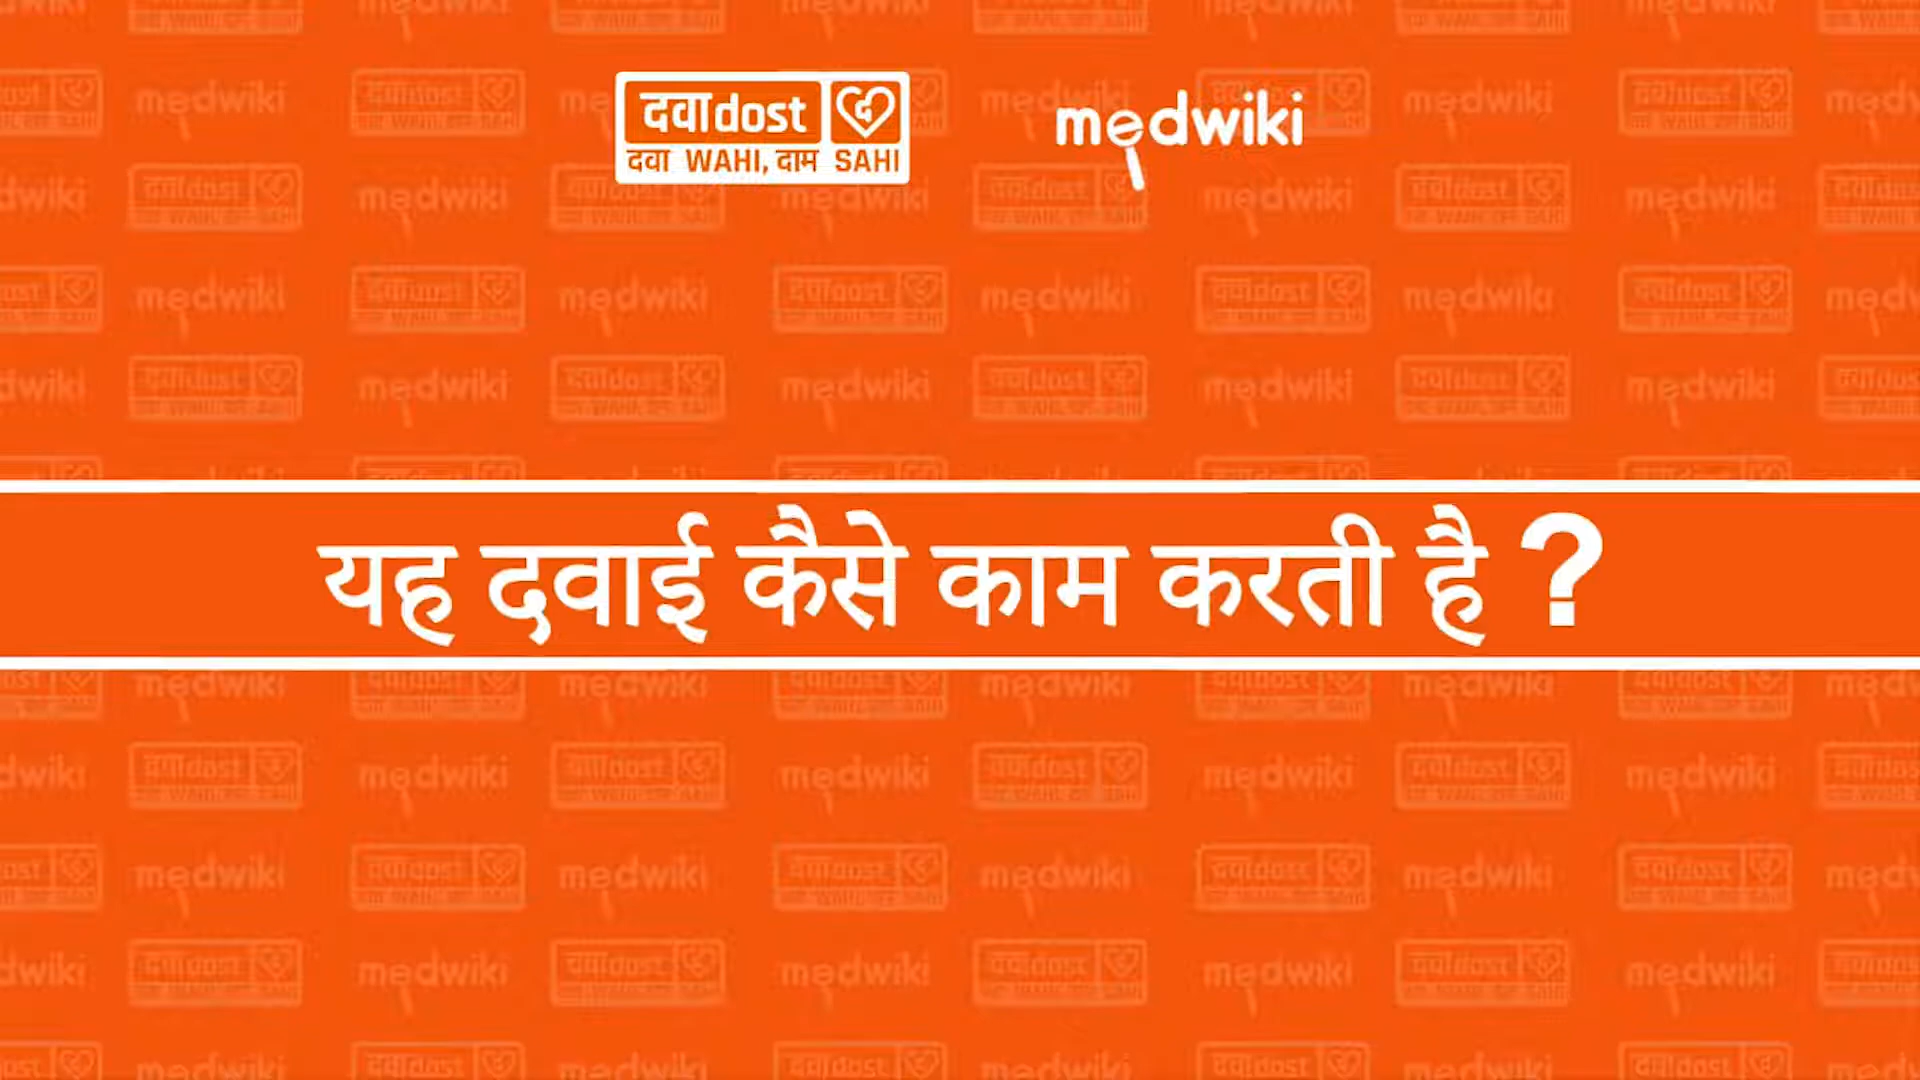 दवाdost
दवा WAHI, दाम SAHI
medwiki
यह दवाई कैसे काम करती है ?